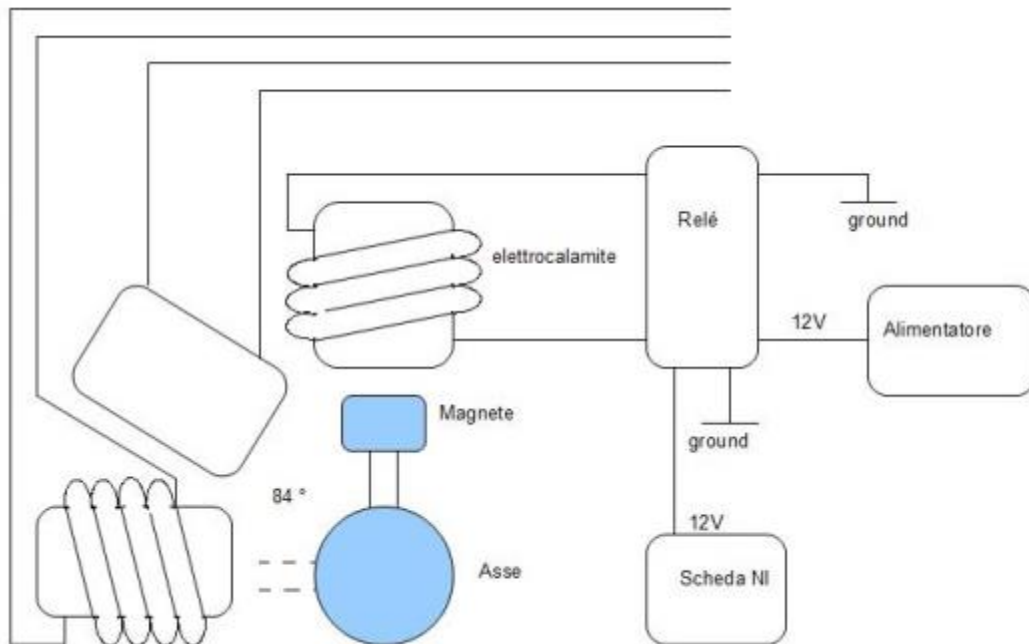 Relé
ground
elettrocalamite
12V
Alimentatore
Magnete
ground
84 °
12V
Asse
Scheda NI